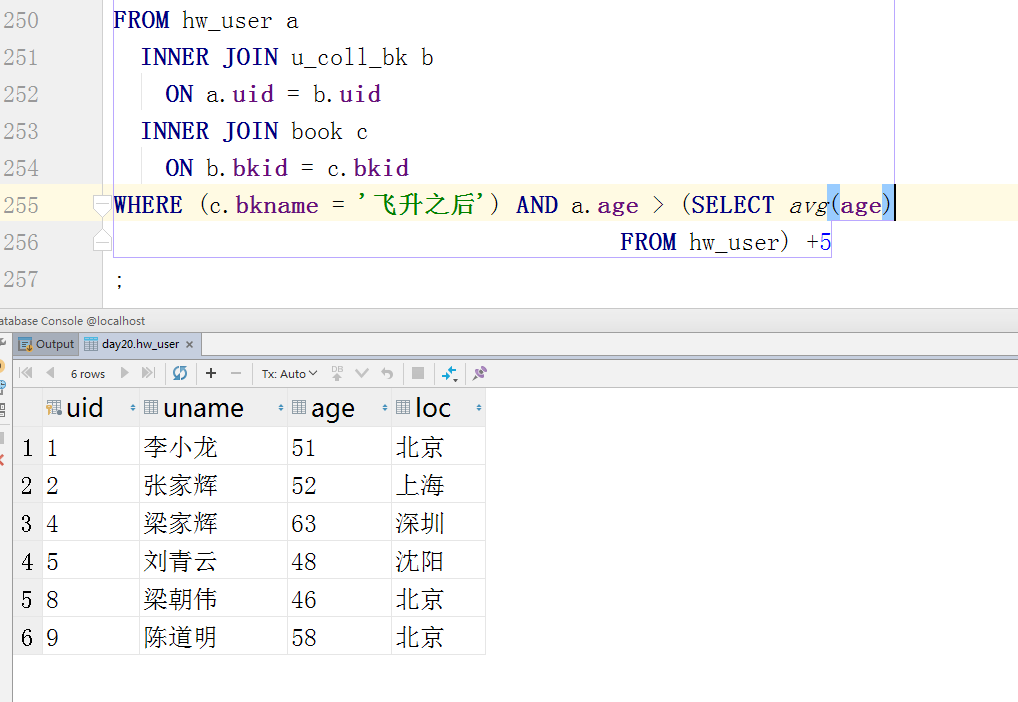 250 FROM hw_user a
251 INNER JOIN u_coll_bk b
252 ON a.uid = b.uid
253 INNER JOIN book c
254 ON b.bkid = c.bkid
255 WHERE (c.bkname = '飞升之后') AND a.age > (SELECT avg(age)
256 FROM hw_user) +5
257 ;
atabase Console @localhost
Output day20.hw_user ×
6 rows Tx: Auto DB
uid uname age loc
1 1 李小龙 51 北京
2 2 张家辉 52 上海
3 4 梁家辉 63 深圳
4 5 刘青云 48 沈阳
5 8 梁朝伟 46 北京
6 9 陈道明 58 北京